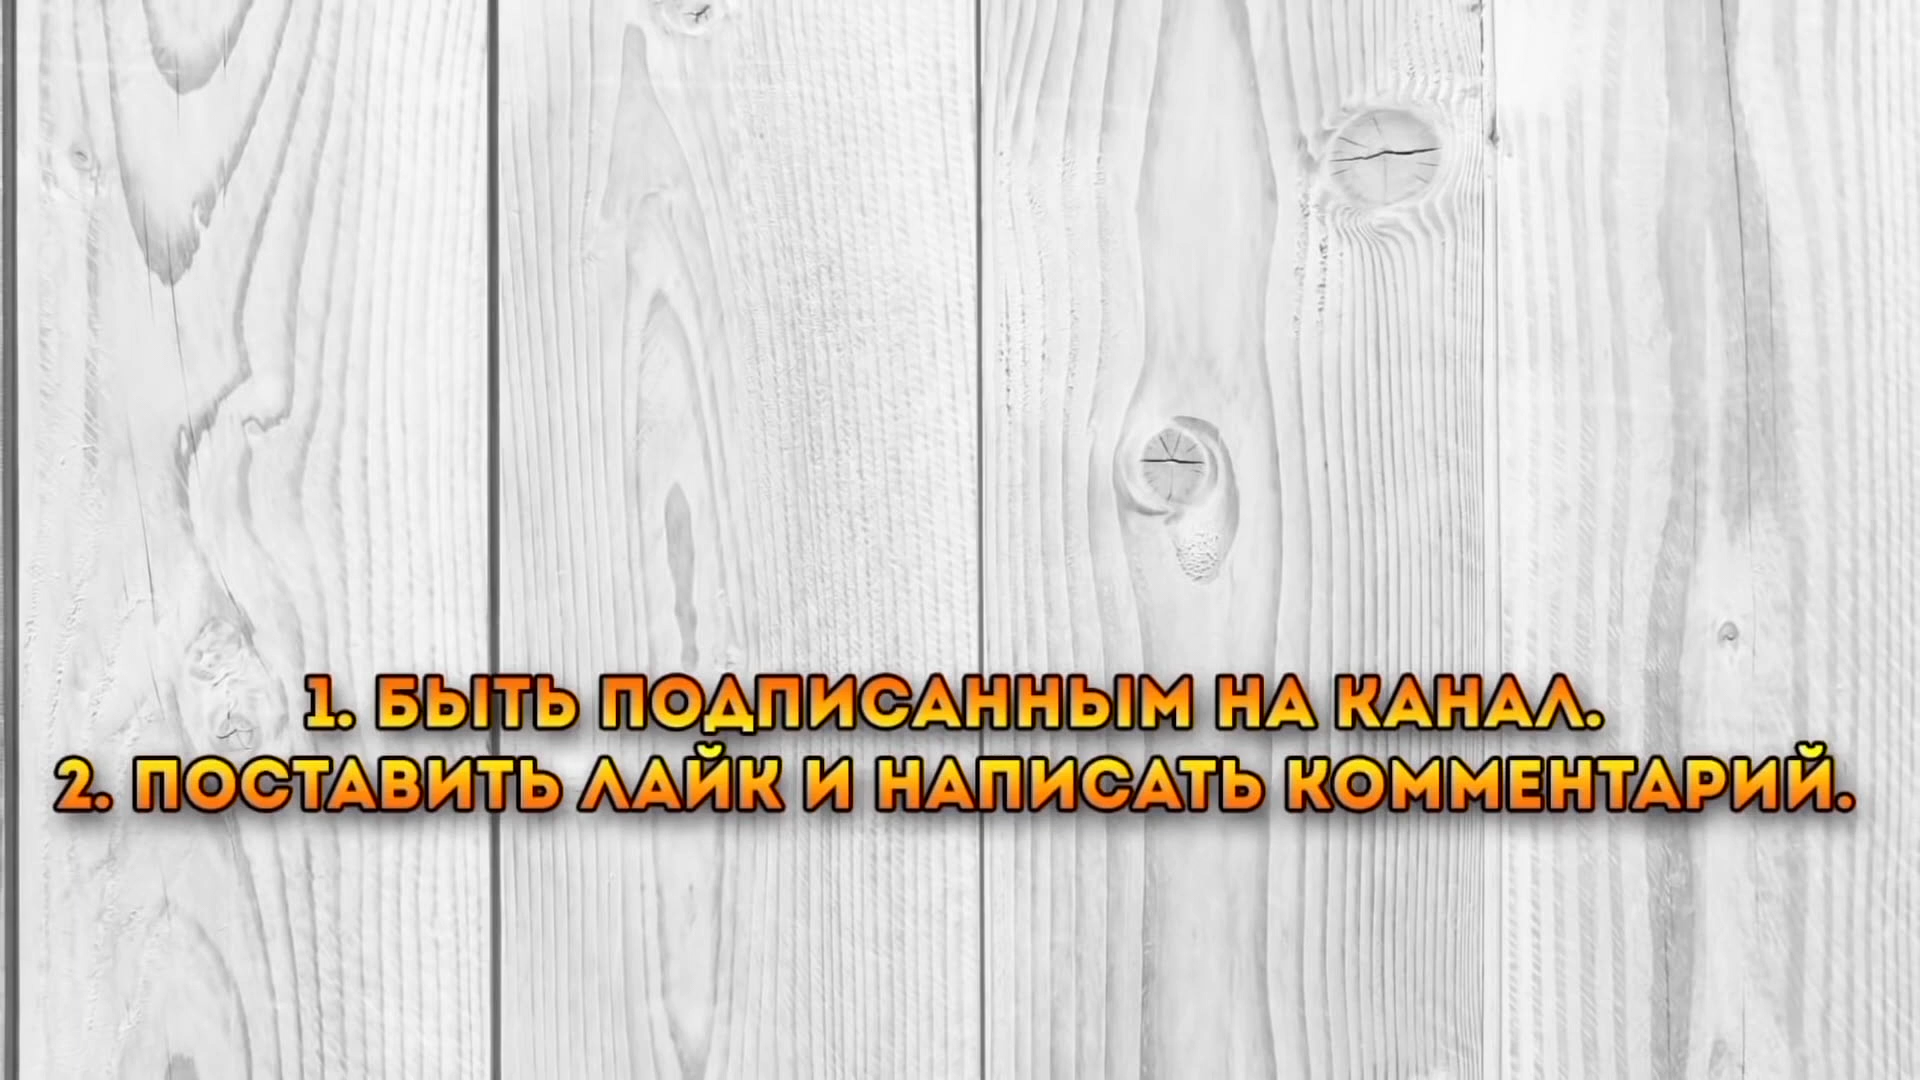 1. БЫТЬ ПОДПИСАННЫМ НА КАНАЛ.
2. ПОСТАВИТЬ ЛАЙК И НАПИСАТЬ КОММЕНТАРИЙ.